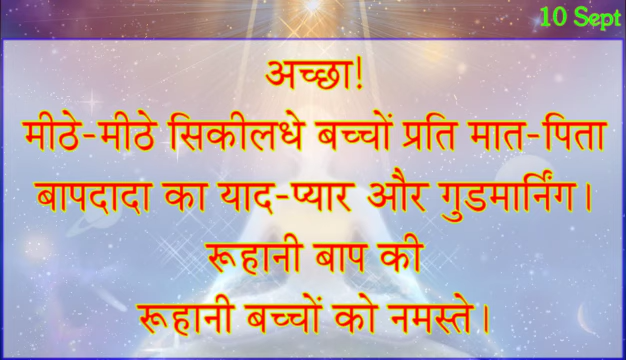 10 Sept
अच्छा!
मीठे-मीठे सिकीलधे बच्चों प्रति मात-पिता
बापदादा का याद-प्यार और गुडमार्निंग।
रूहानी बाप की
रूहानी बच्चों को नमस्ते।